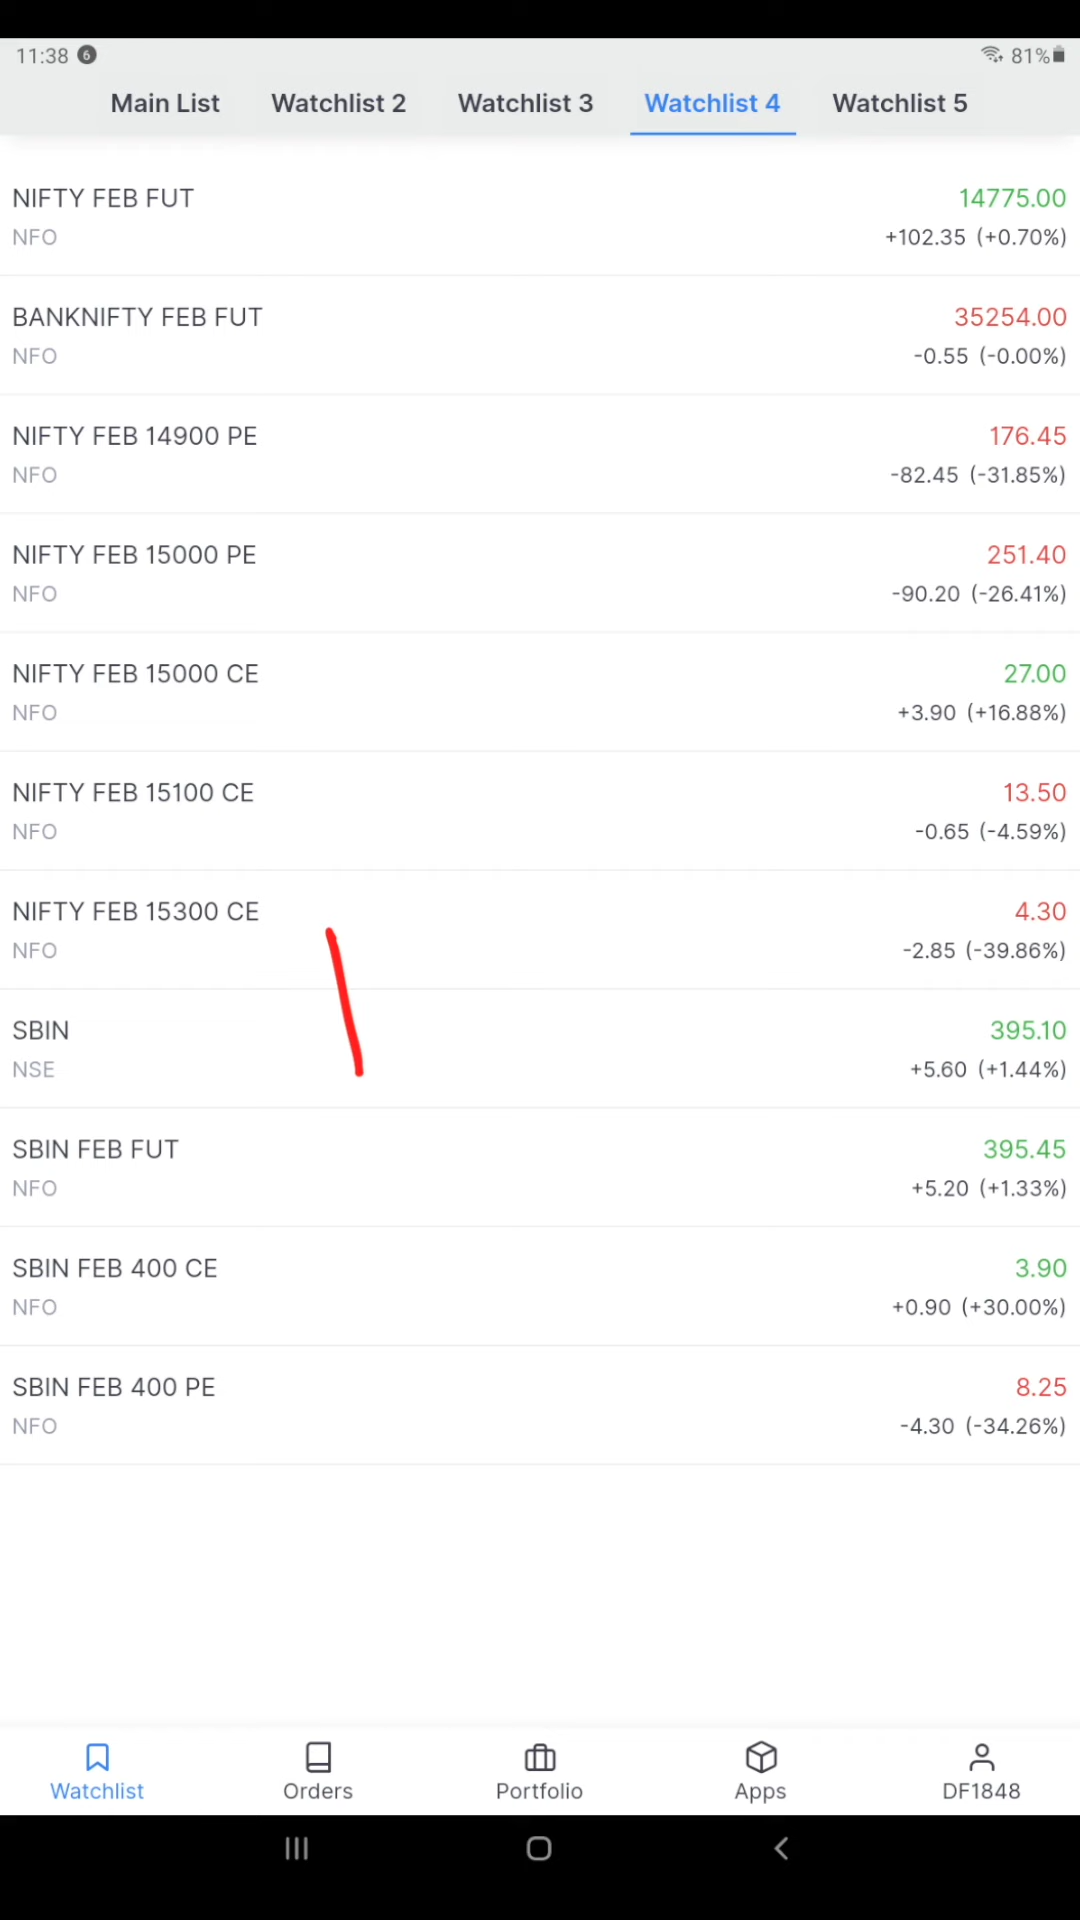 11:38 6 81%
Main List Watchlist 2 Watchlist 3 Watchlist 4 Watchlist 5
NIFTY FEB FUT 14775.00
NFO +102.35 (+0.70%)
BANKNIFTY FEB FUT 35254.00
NFO -0.55 (-0.00%)
NIFTY FEB 14900 PE 176.45
NFO -82.45 (-31.85%)
NIFTY FEB 15000 PE 251.40
NFO -90.20 (-26.41%)
NIFTY FEB 15000 CE 27.00
NFO +3.90 (+16.88%)
NIFTY FEB 15100 CE 13.50
NFO -0.65 (-4.59%)
NIFTY FEB 15300 CE 4.30
NFO -2.85 (-39.86%)
SBIN 395.10
NSE +5.60 (+1.44%)
SBIN FEB FUT 395.45
NFO +5.20 (+1.33%)
SBIN FEB 400 CE 3.90
NFO +0.90 (+30.00%)
SBIN FEB 400 PE 8.25
NFO -4.30 (-34.26%)
Watchlist Orders Portfolio Apps DF1848